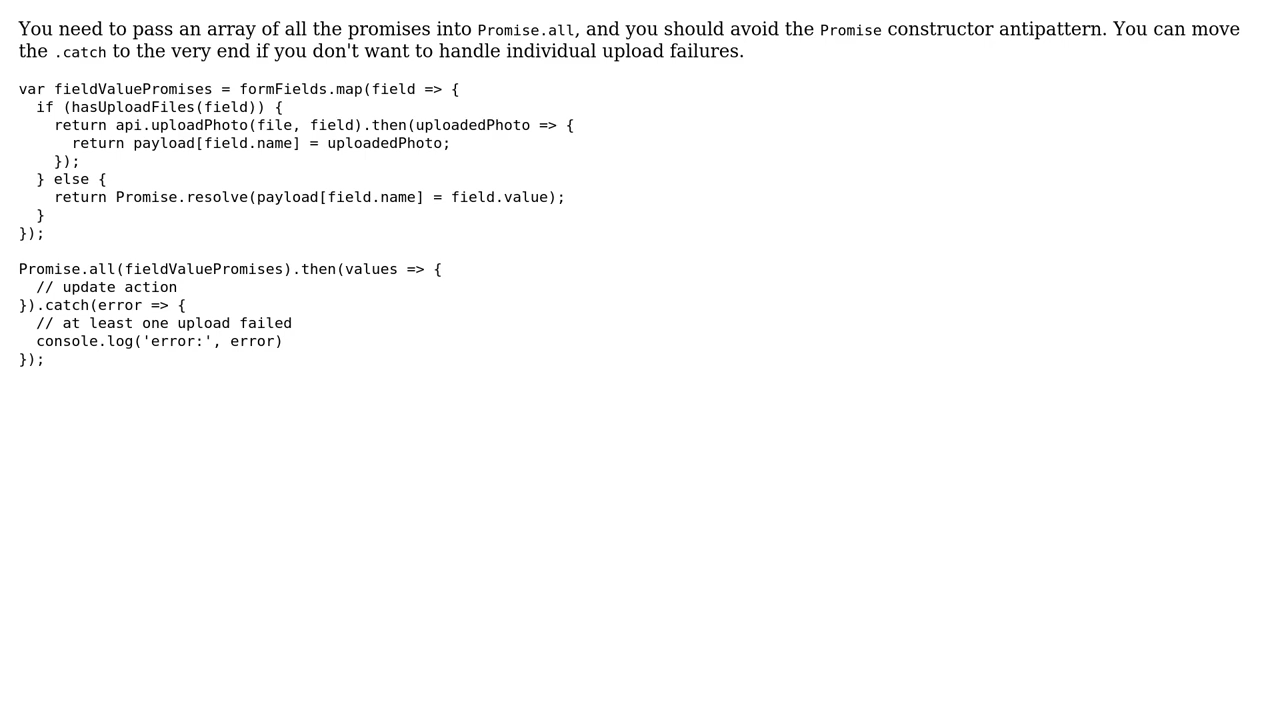 You need to pass an array of all the promises into Promise.all, and you should avoid the Promise constructor antipattern. You can move
the .catch to the very end if you don't want to handle individual upload failures.
var fieldValuePromises = formFields.map(field => {
  if (hasUploadFiles(field)) {
    return api.uploadPhoto(file, field).then(uploadedPhoto => {
      return payload[field.name] = uploadedPhoto;
    });
  } else {
    return Promise.resolve(payload[field.name] = field.value);
  }
});

Promise.all(fieldValuePromises).then(values => {
  // update action
}).catch(error => {
  // at least one upload failed
  console.log('error:', error)
});